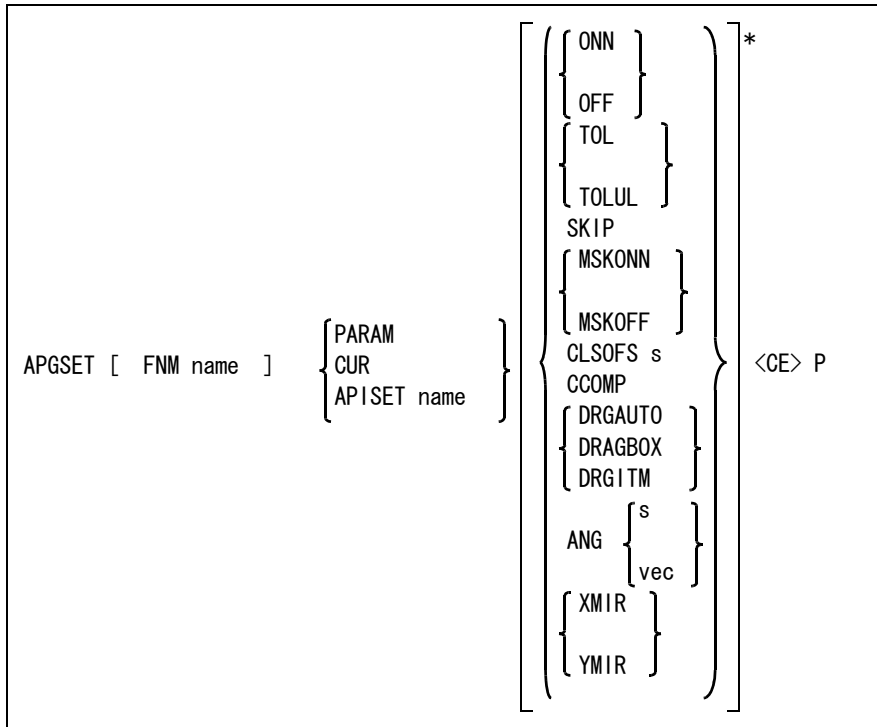 ONN
*
OFF
TOL
TOLUL
SKIP
MSKONN
MSKOFF
PARAM
APGSET [ FNM name ] CUR CLSOFS s <CE> P
APISET name CCOMP
DRGAUTO
DRAGBOX
DRGITM
s
ANG
vec
XMIR
YMIR